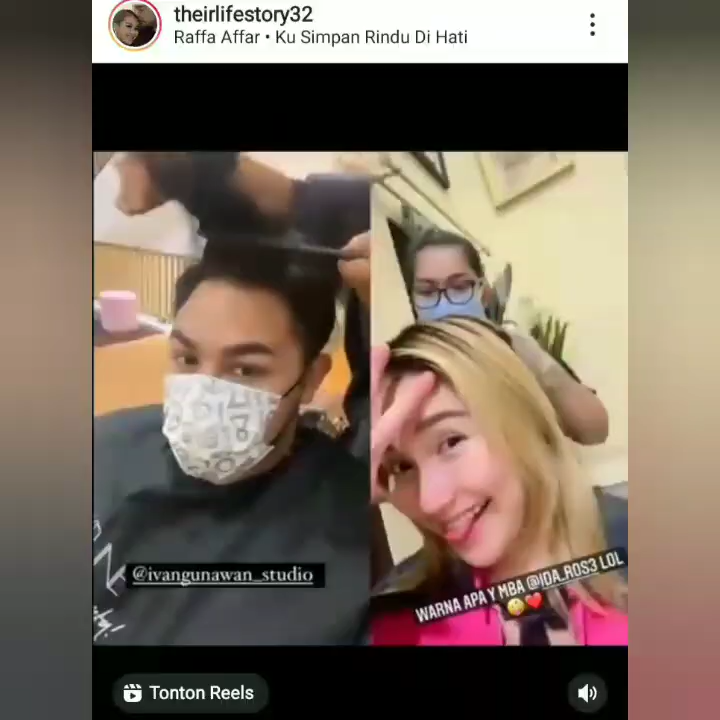 theirlifestory32
Raffa Affar • Ku Simpan Rindu Di Hati
@ivangunawan_studio
WARNA APA Y MBA @IDA_ROS3 LOL
Tonton Reels